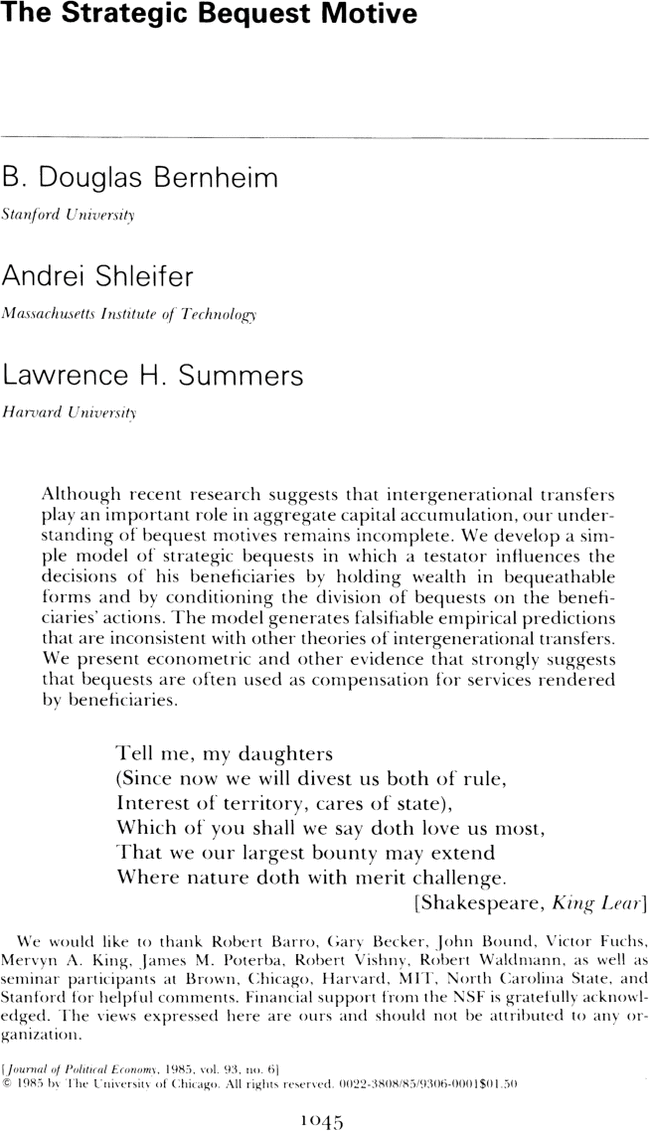 The Strategic Bequest Motive
B. Douglas Bernheim
Stanford University
Andrei Shleifer
Massachusetts Institute of Technology
Lawrence H. Summers
Harvard University
Although recent research suggests that intergenerational transfers
play an important role in aggregate capital accumulation, our under-
standing of bequest motives remains incomplete. We develop a sim-
ple model of strategic bequests in which a testator influences the
decisions of his beneficiaries by holding wealth in bequeathable
forms and by conditioning the division of bequests on the benefi-
ciaries' actions. The model generates falsifiable empirical predictions
that are inconsistent with other theories of intergenerational transfers.
We present econometric and other evidence that strongly suggests
that bequests are often used as compensation for services rendered
by beneficiaries.
Tell me, my daughters
(Since now we will divest us both of rule,
Interest of territory, cares of state),
Which of you shall we say doth love us most,
That we our largest bounty may extend
Where nature doth with merit challenge.
[Shakespeare, King Lear]
We would like to thank Robert Barro, Gary Becker, John Bound, Victor Fuchs,
Mervyn A. King, James M. Poterba, Robert Vishny, Robert Waldmann, as well as
seminar participants at Brown, Chicago, Harvard, MIT, North Carolina State, and
Stanford for helpful comments. Financial support from the NSF is gratefully acknowl-
edged. The views expressed here are ours and should not be attributed to any or-
ganization.
[Journal of Political Economy, 1985, vol. 93, no. 6]
© 1985 by The University of Chicago. All rights reserved. 0022-3808/85/9306-0001$01.50
1045